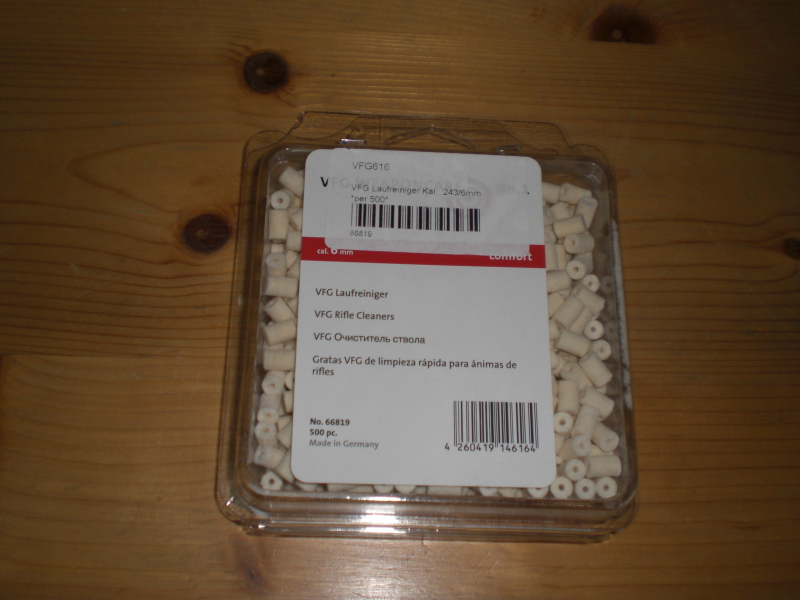 VFG616
VFG Laufreiniger Kal .243/6mm
*per 500*
66819
cal. 6 mm
comfort
VFG Laufreiniger
VFG Rifle Cleaners
VFG Очиститель ствола
Gratas VFG de limpieza rápida para ánimas de
rifles
No. 66819
500 pc.
Made in Germany
4 260419 146164